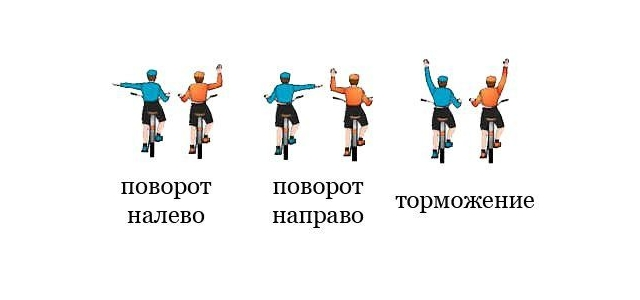 поворот
налево
поворот
направо
торможение